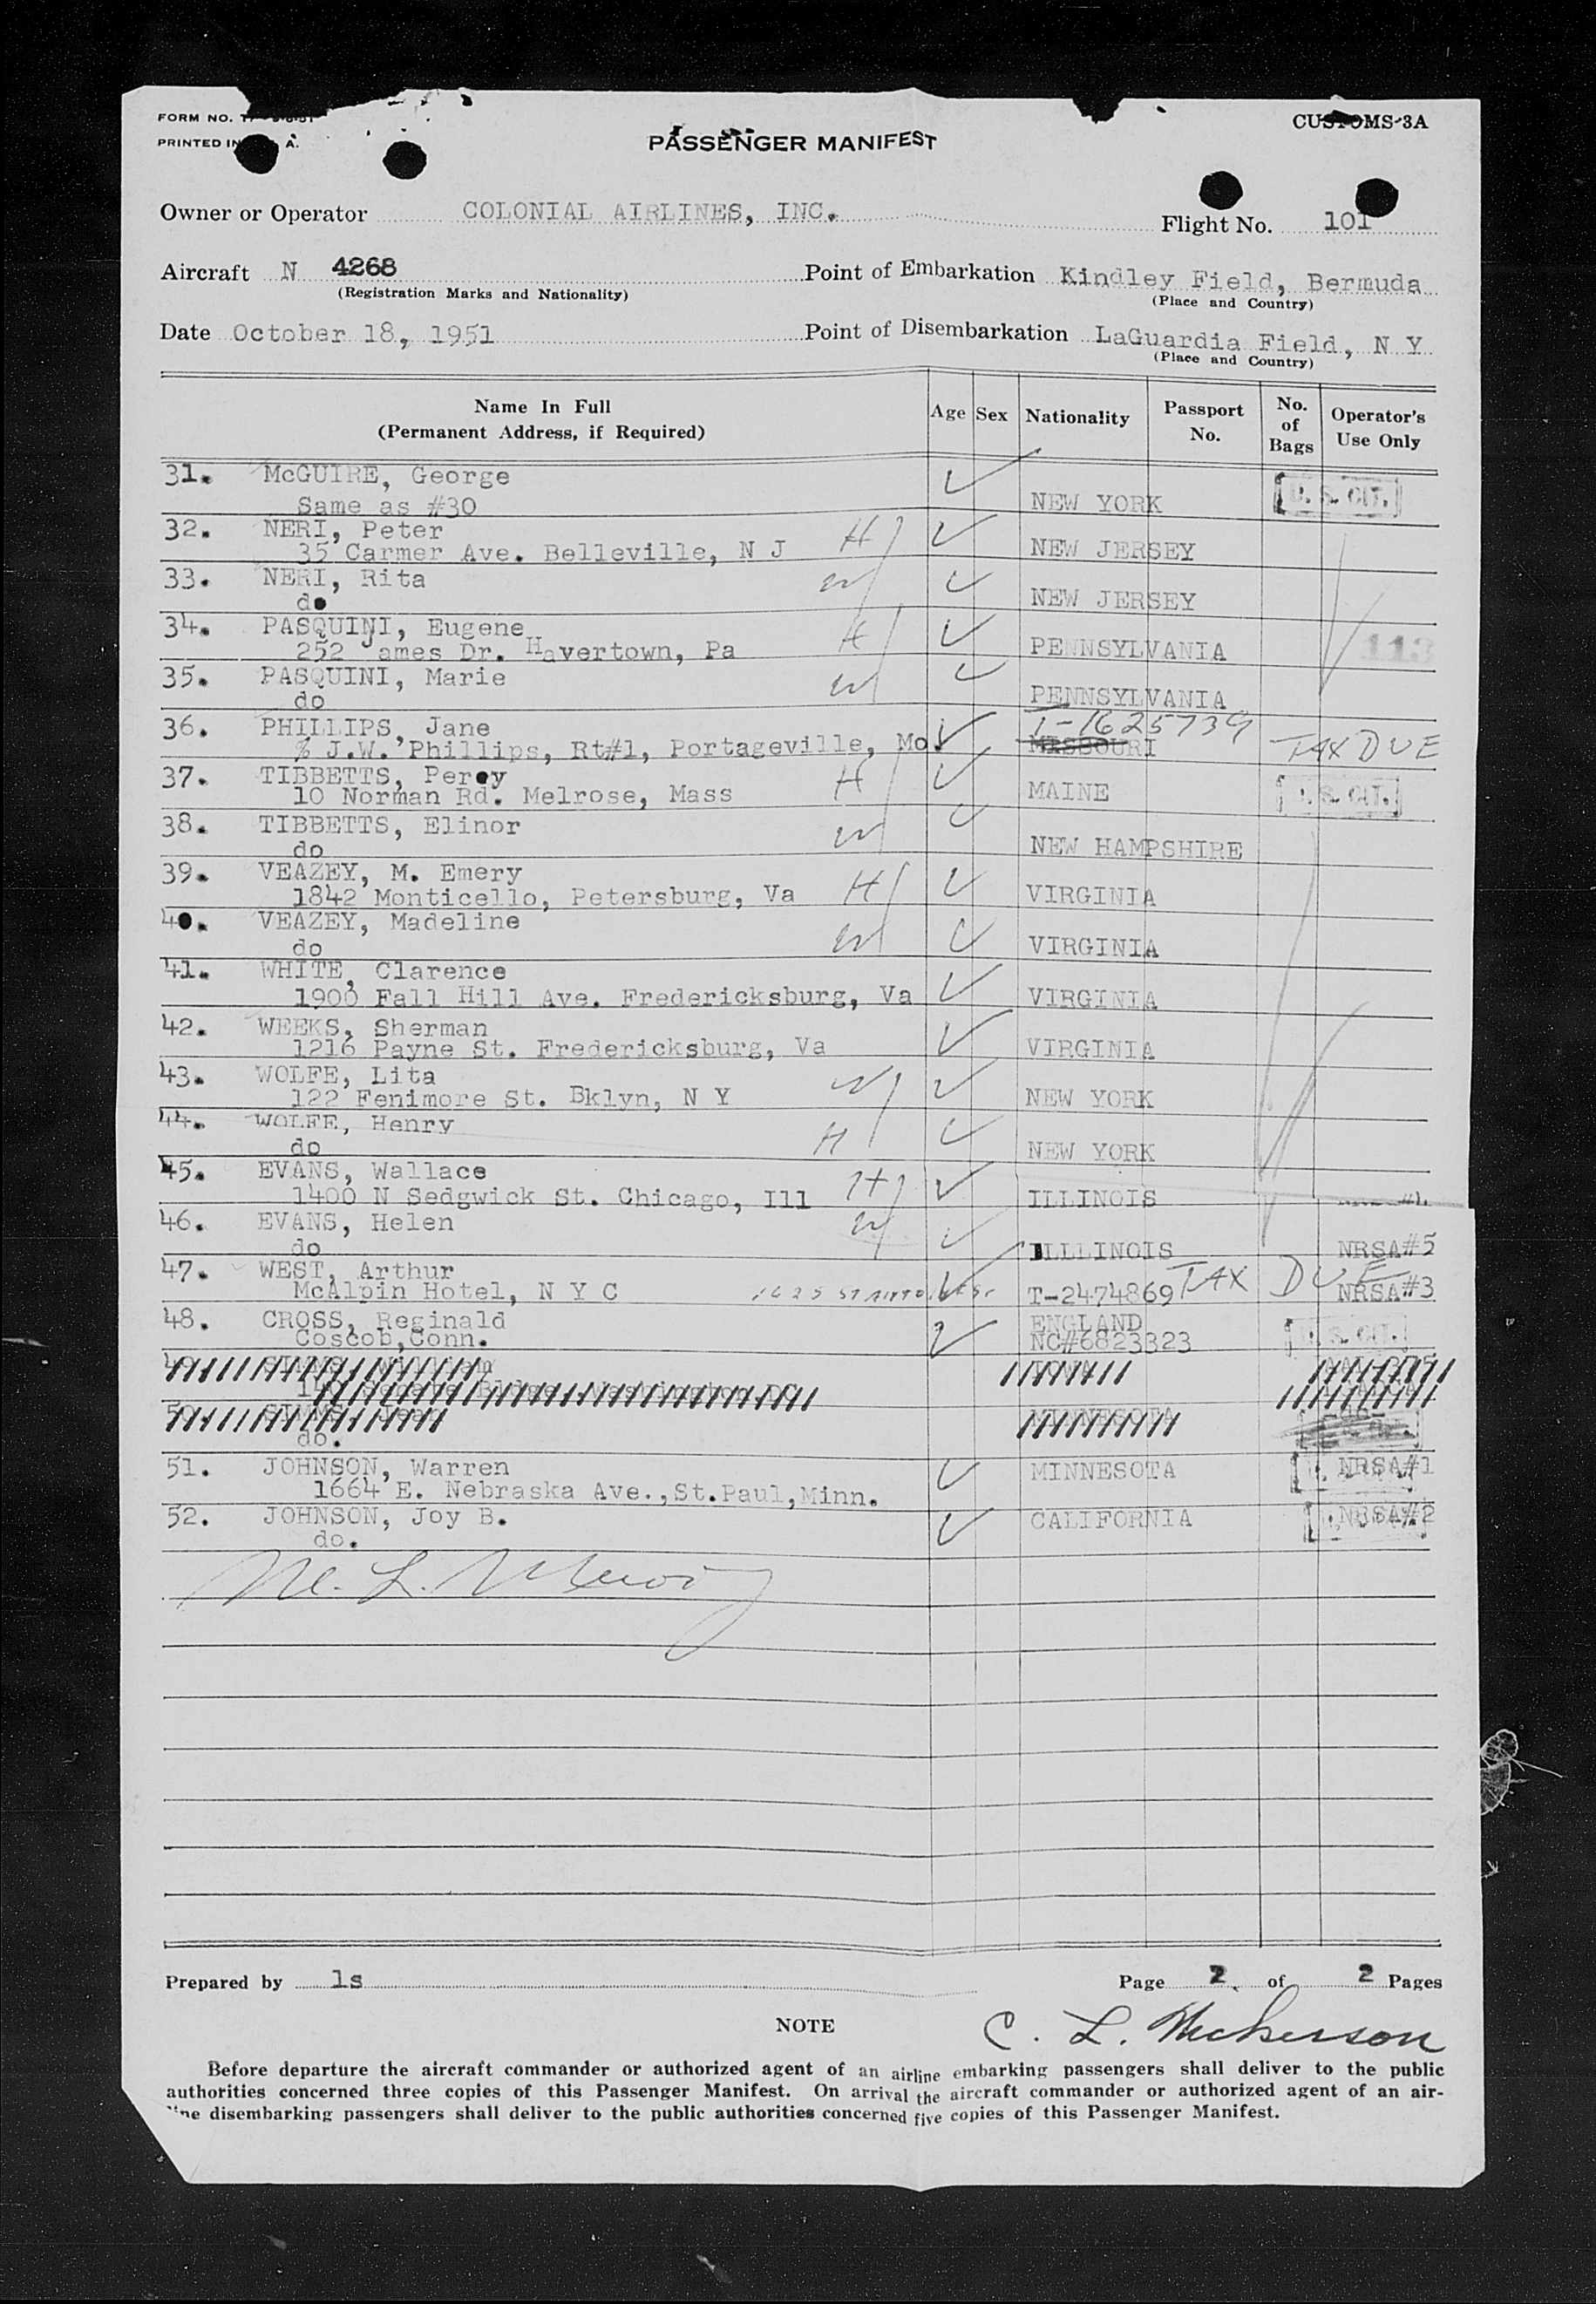 FORM NO.
PRINTED IN A.
CUSTOMS-3A
PASSENGER MANIFEST
Owner or Operator COLONIAL AIRLINES, INC.
Flight No. 101
Aircraft N 4268
(Registration Marks and Nationality)
Point of Embarkation Kindley Field, Bermuda
(Place and Country)
Date October 18, 1951
Point of Disembarkation LaGuardia Field, N Y
(Place and Country)
Name In Full
(Permanent Address, if Required)
Age Sex Nationality Passport No. No. of Bags Operator's Use Only
31. McGUIRE, George
Same as #30 NEW YORK U.S. CIT.
32. NERI, Peter H
35 Carmer Ave. Belleville, N J NEW JERSEY
33. NERI, Rita W
do NEW JERSEY
34. PASQUINI, Eugene H
252 James Dr. Havertown, Pa PENNSYLVANIA 113
35. PASQUINI, Marie W
do PENNSYLVANIA
36. PHILLIPS, Jane T-1625739
% J.W. Phillips, Rt#1, Portageville, Mo. MISSOURI TAX DUE
37. TIBBETTS, Percy H
10 Norman Rd. Melrose, Mass MAINE U.S. CIT.
38. TIBBETTS, Elinor W
do NEW HAMPSHIRE
39. VEAZEY, M. Emery H
1842 Monticello, Petersburg, Va VIRGINIA
40. VEAZEY, Madeline W
do VIRGINIA
41. WHITE, Clarence
1900 Fall Hill Ave. Fredericksburg, Va VIRGINIA
42. WEEKS, Sherman
1216 Payne St. Fredericksburg, Va VIRGINIA
43. WOLFE, Lita W
122 Fenimore St. Bklyn, N Y NEW YORK
44. WOLFE, Henry H
do NEW YORK
45. EVANS, Wallace H
1400 N Sedgwick St. Chicago, Ill ILLINOIS
46. EVANS, Helen W
do ILLINOIS NRSA#5
47. WEST, Arthur TAX DUE
McAlpin Hotel, N Y C T-2474869 NRSA#3
48. CROSS, Reginald ENGLAND
Coscob,Conn. NC#6823323 U.S. CIT.
do.
51. JOHNSON, Warren MINNESOTA NRSA#1
1664 E. Nebraska Ave.,St.Paul,Minn.
52. JOHNSON, Joy B. CALIFORNIA NRSA#2
do.
M. L.
Prepared by ls
Page 2 of 2 Pages
C. L. Nickerson
NOTE
Before departure the aircraft commander or authorized agent of an airline embarking passengers shall deliver to the public
authorities concerned three copies of this Passenger Manifest. On arrival the aircraft commander or authorized agent of an air-
line disembarking passengers shall deliver to the public authorities concerned five copies of this Passenger Manifest.